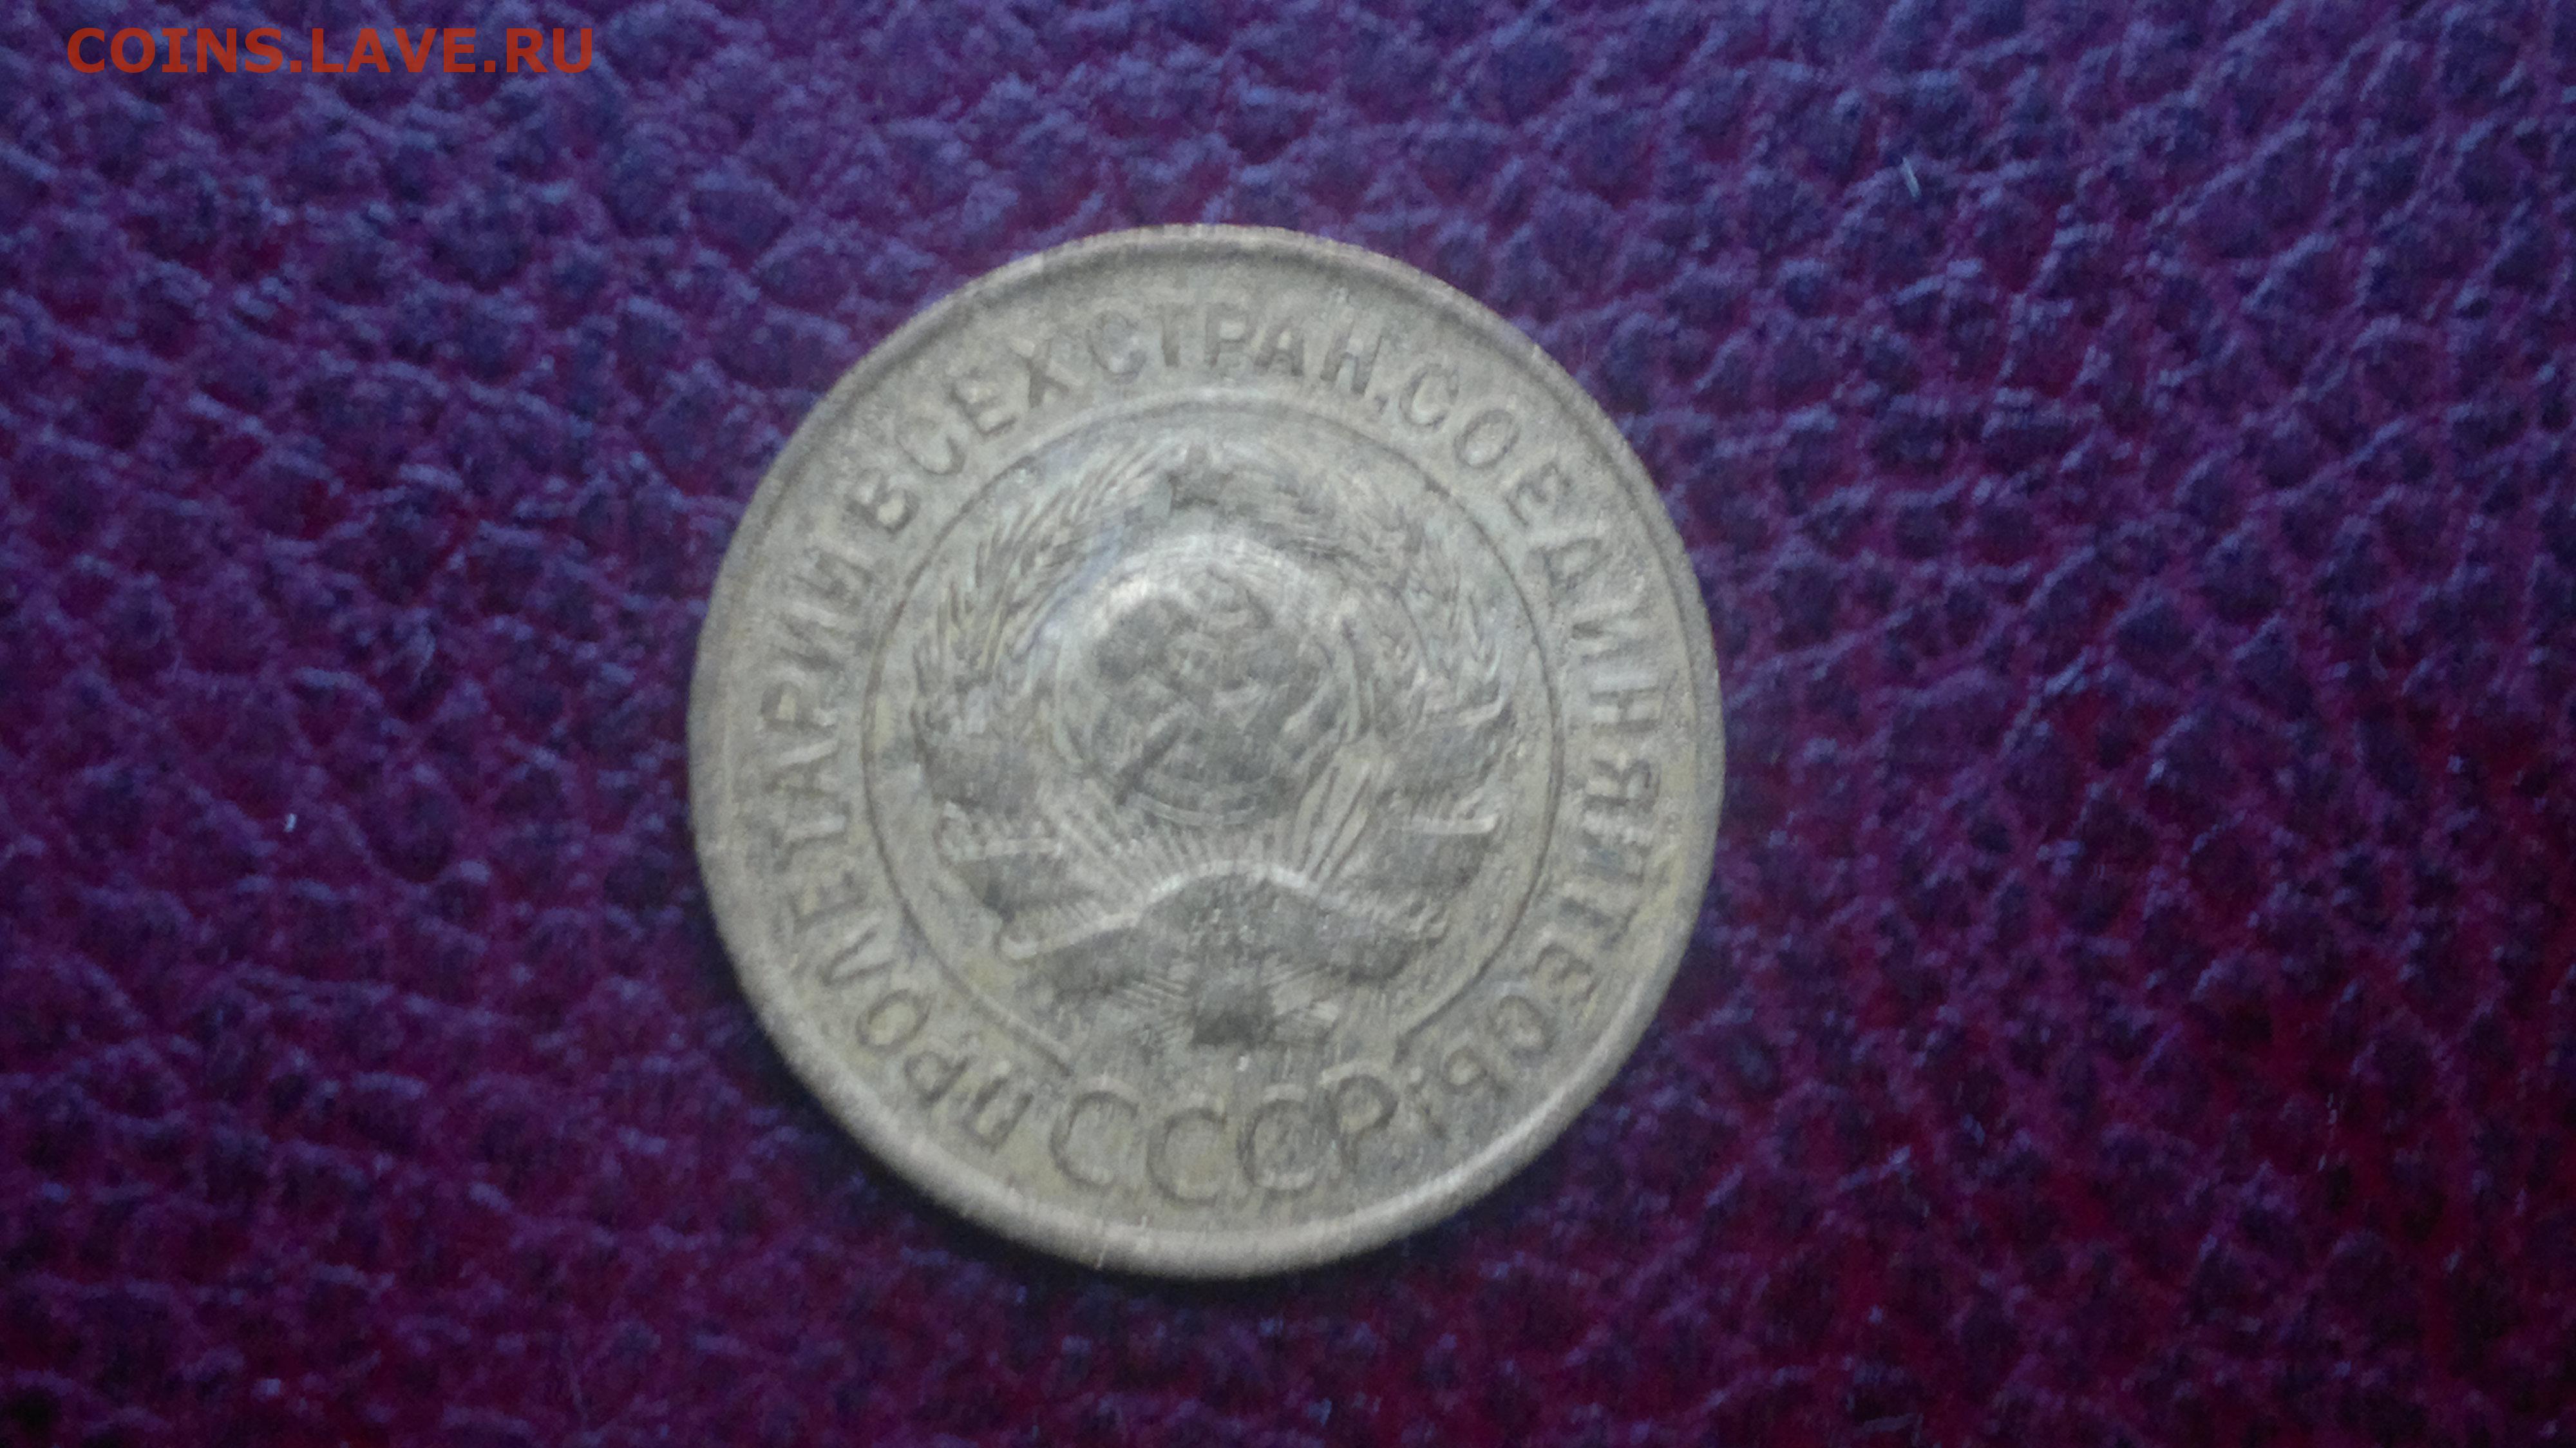 COINS.LAVE.RU
ПРОЛЕТАРИИ ВСЕХ СТРАН, СОЕДИНЯЙТЕСЬ!
СССР